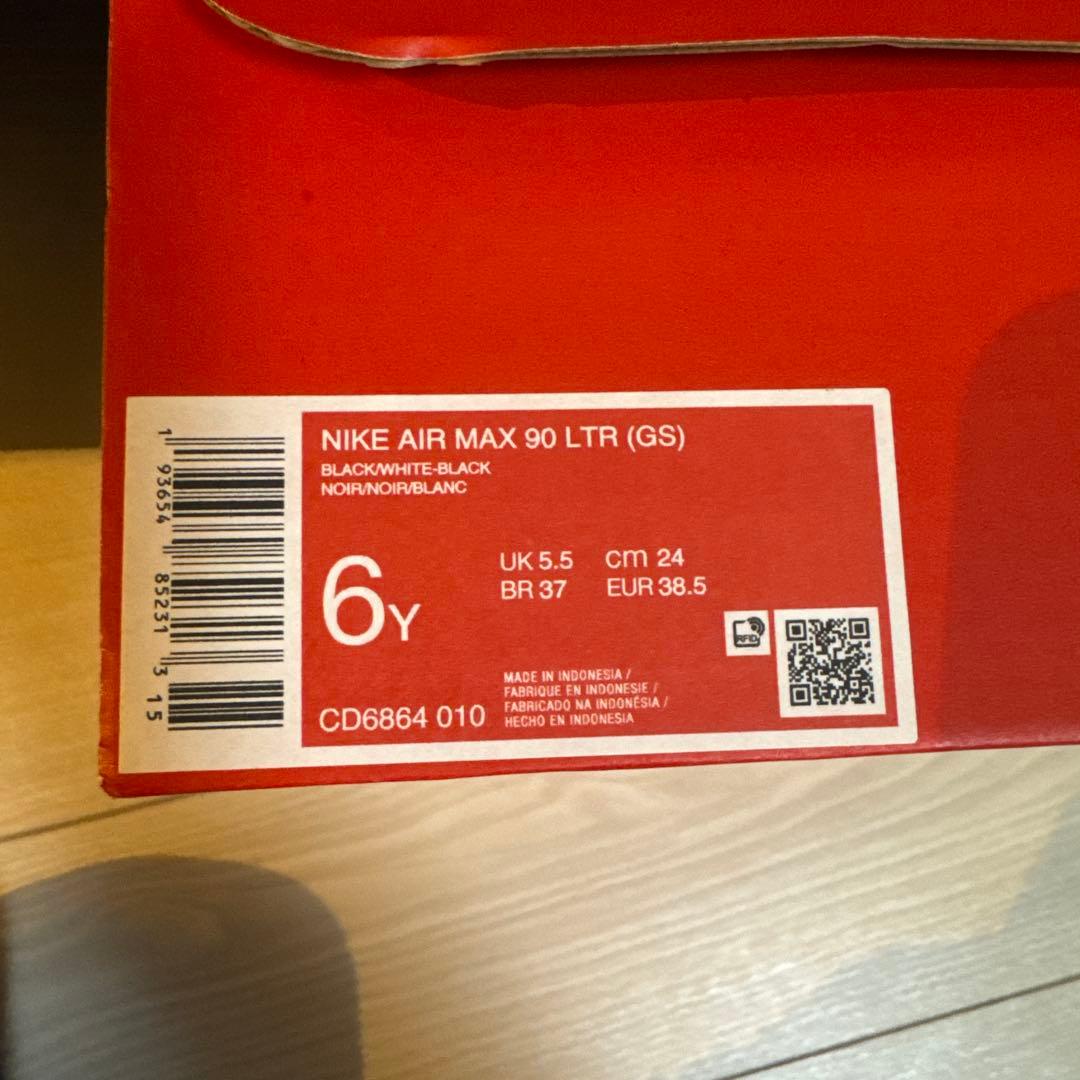 NIKE AIR MAX 90 LTR (GS)
BLACK/WHITE-BLACK
NOIR/NOIR/BLANC
6Y
UK 5.5 cm 24
BR 37 EUR 38.5
RFID
CD6864 010
MADE IN INDONESIA /
FABRIQUE EN INDONESIE /
FABRICADO NA INDONÉSIA /
HECHO EN INDONESIA
1 93654 85231 3 15